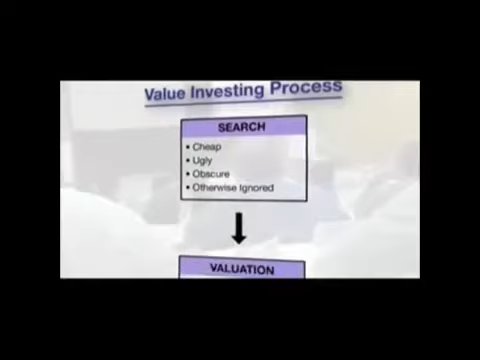 Value Investing Process
SEARCH
• Cheap
• Ugly
• Obscure
• Otherwise Ignored
VALUATION